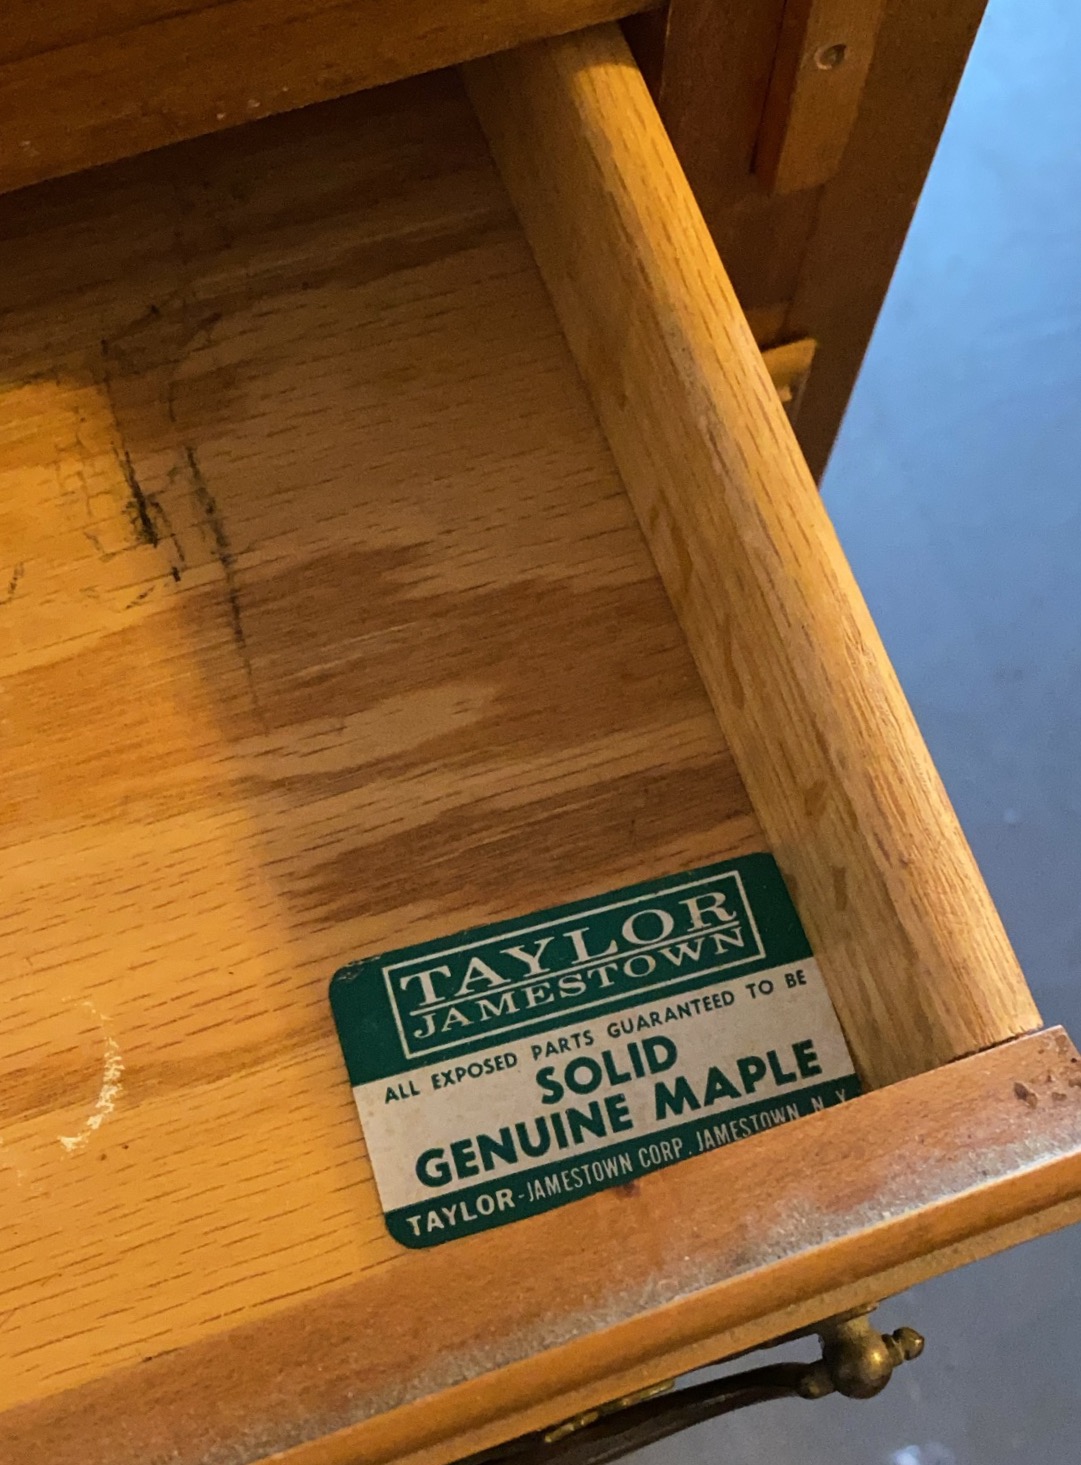 TAYLOR
JAMESTOWN
ALL EXPOSED PARTS GUARANTEED TO BE
SOLID
GENUINE MAPLE
TAYLOR-JAMESTOWN CORP. JAMESTOWN N.Y.